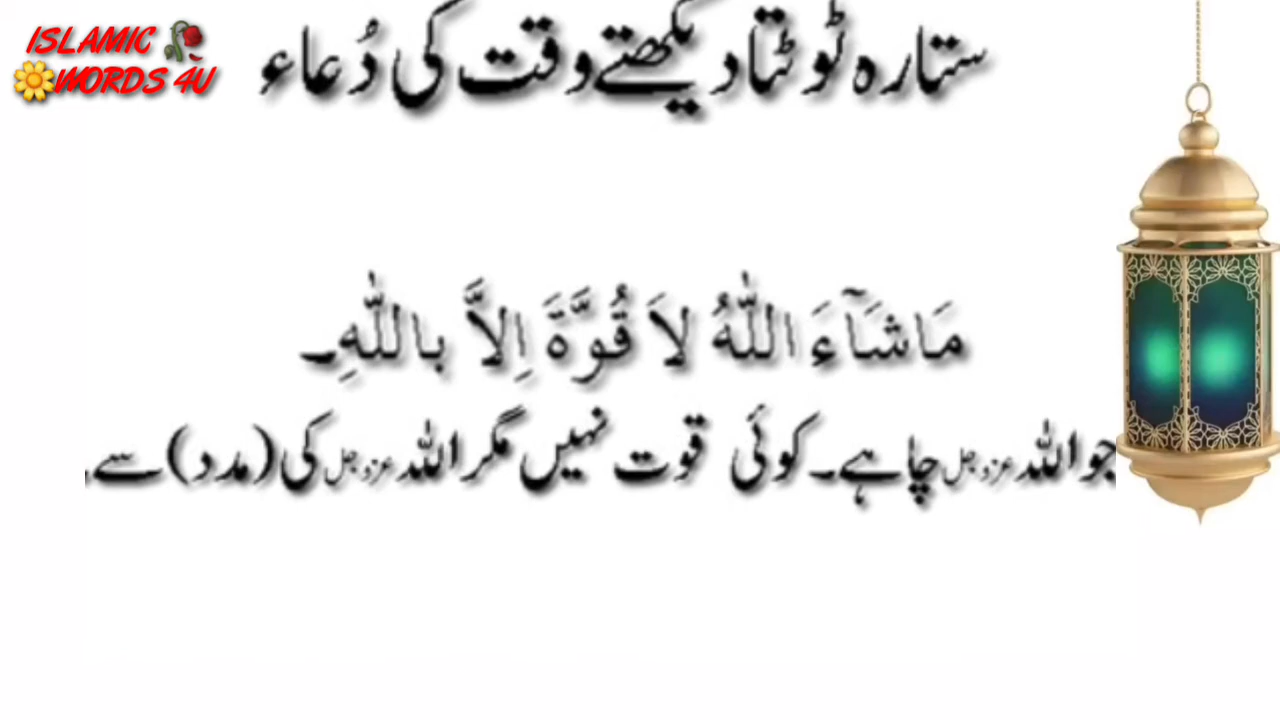 ISLAMIC
WORDS 4U
ستارہ ٹوٹتا دیکھتے وقت کی دُعاء
مَاشَآءَ اللّٰهُ لاَ قُوَّةَ اِلاَّ بِاللّٰهِ۔
جو اللہ عزوجل چاہے۔ کوئی قوت نہیں مگر اللہ عزوجل کی (مدد) سے۔